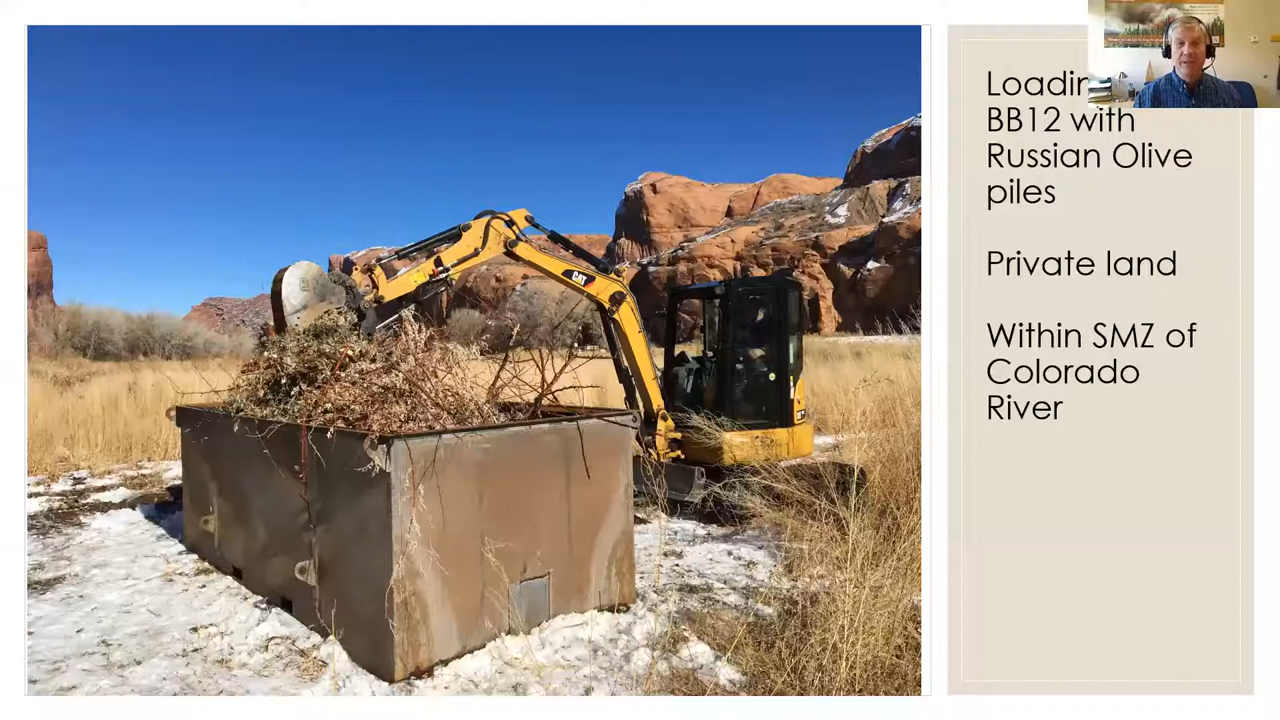 Loadin
BB12 with
Russian Olive
piles
Private land
Within SMZ of
Colorado
River
CAT